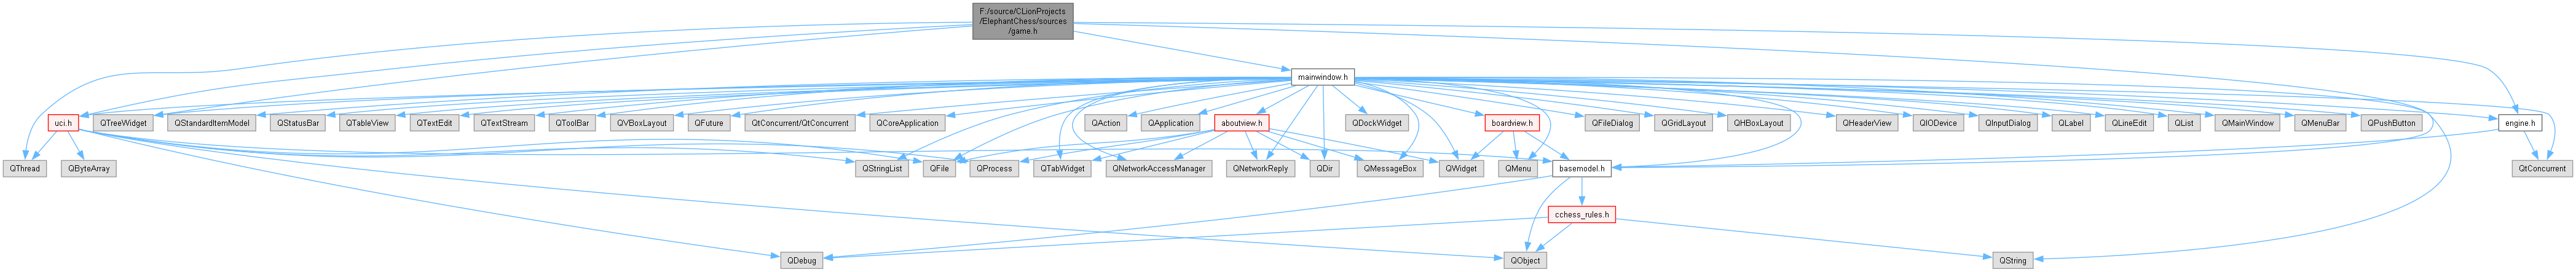 F:/source/CLionProjects
/ElephantChess/sources
/game.h
mainwindow.h
uci.h
QTreeWidget
QStandardItemModel
QStatusBar
QTableView
QTextEdit
QTextStream
QToolBar
QVBoxLayout
QFuture
QtConcurrent/QtConcurrent
QCoreApplication
QAction
QApplication
aboutview.h
QDockWidget
boardview.h
QFileDialog
QGridLayout
QHBoxLayout
QHeaderView
QIODevice
QInputDialog
QLabel
QLineEdit
QList
QMainWindow
QMenuBar
QPushButton
engine.h
QThread
QByteArray
QStringList
QFile
QProcess
QTabWidget
QNetworkAccessManager
QNetworkReply
QDir
QMessageBox
QWidget
QMenu
basemodel.h
QtConcurrent
cchess_rules.h
QDebug
QObject
QString